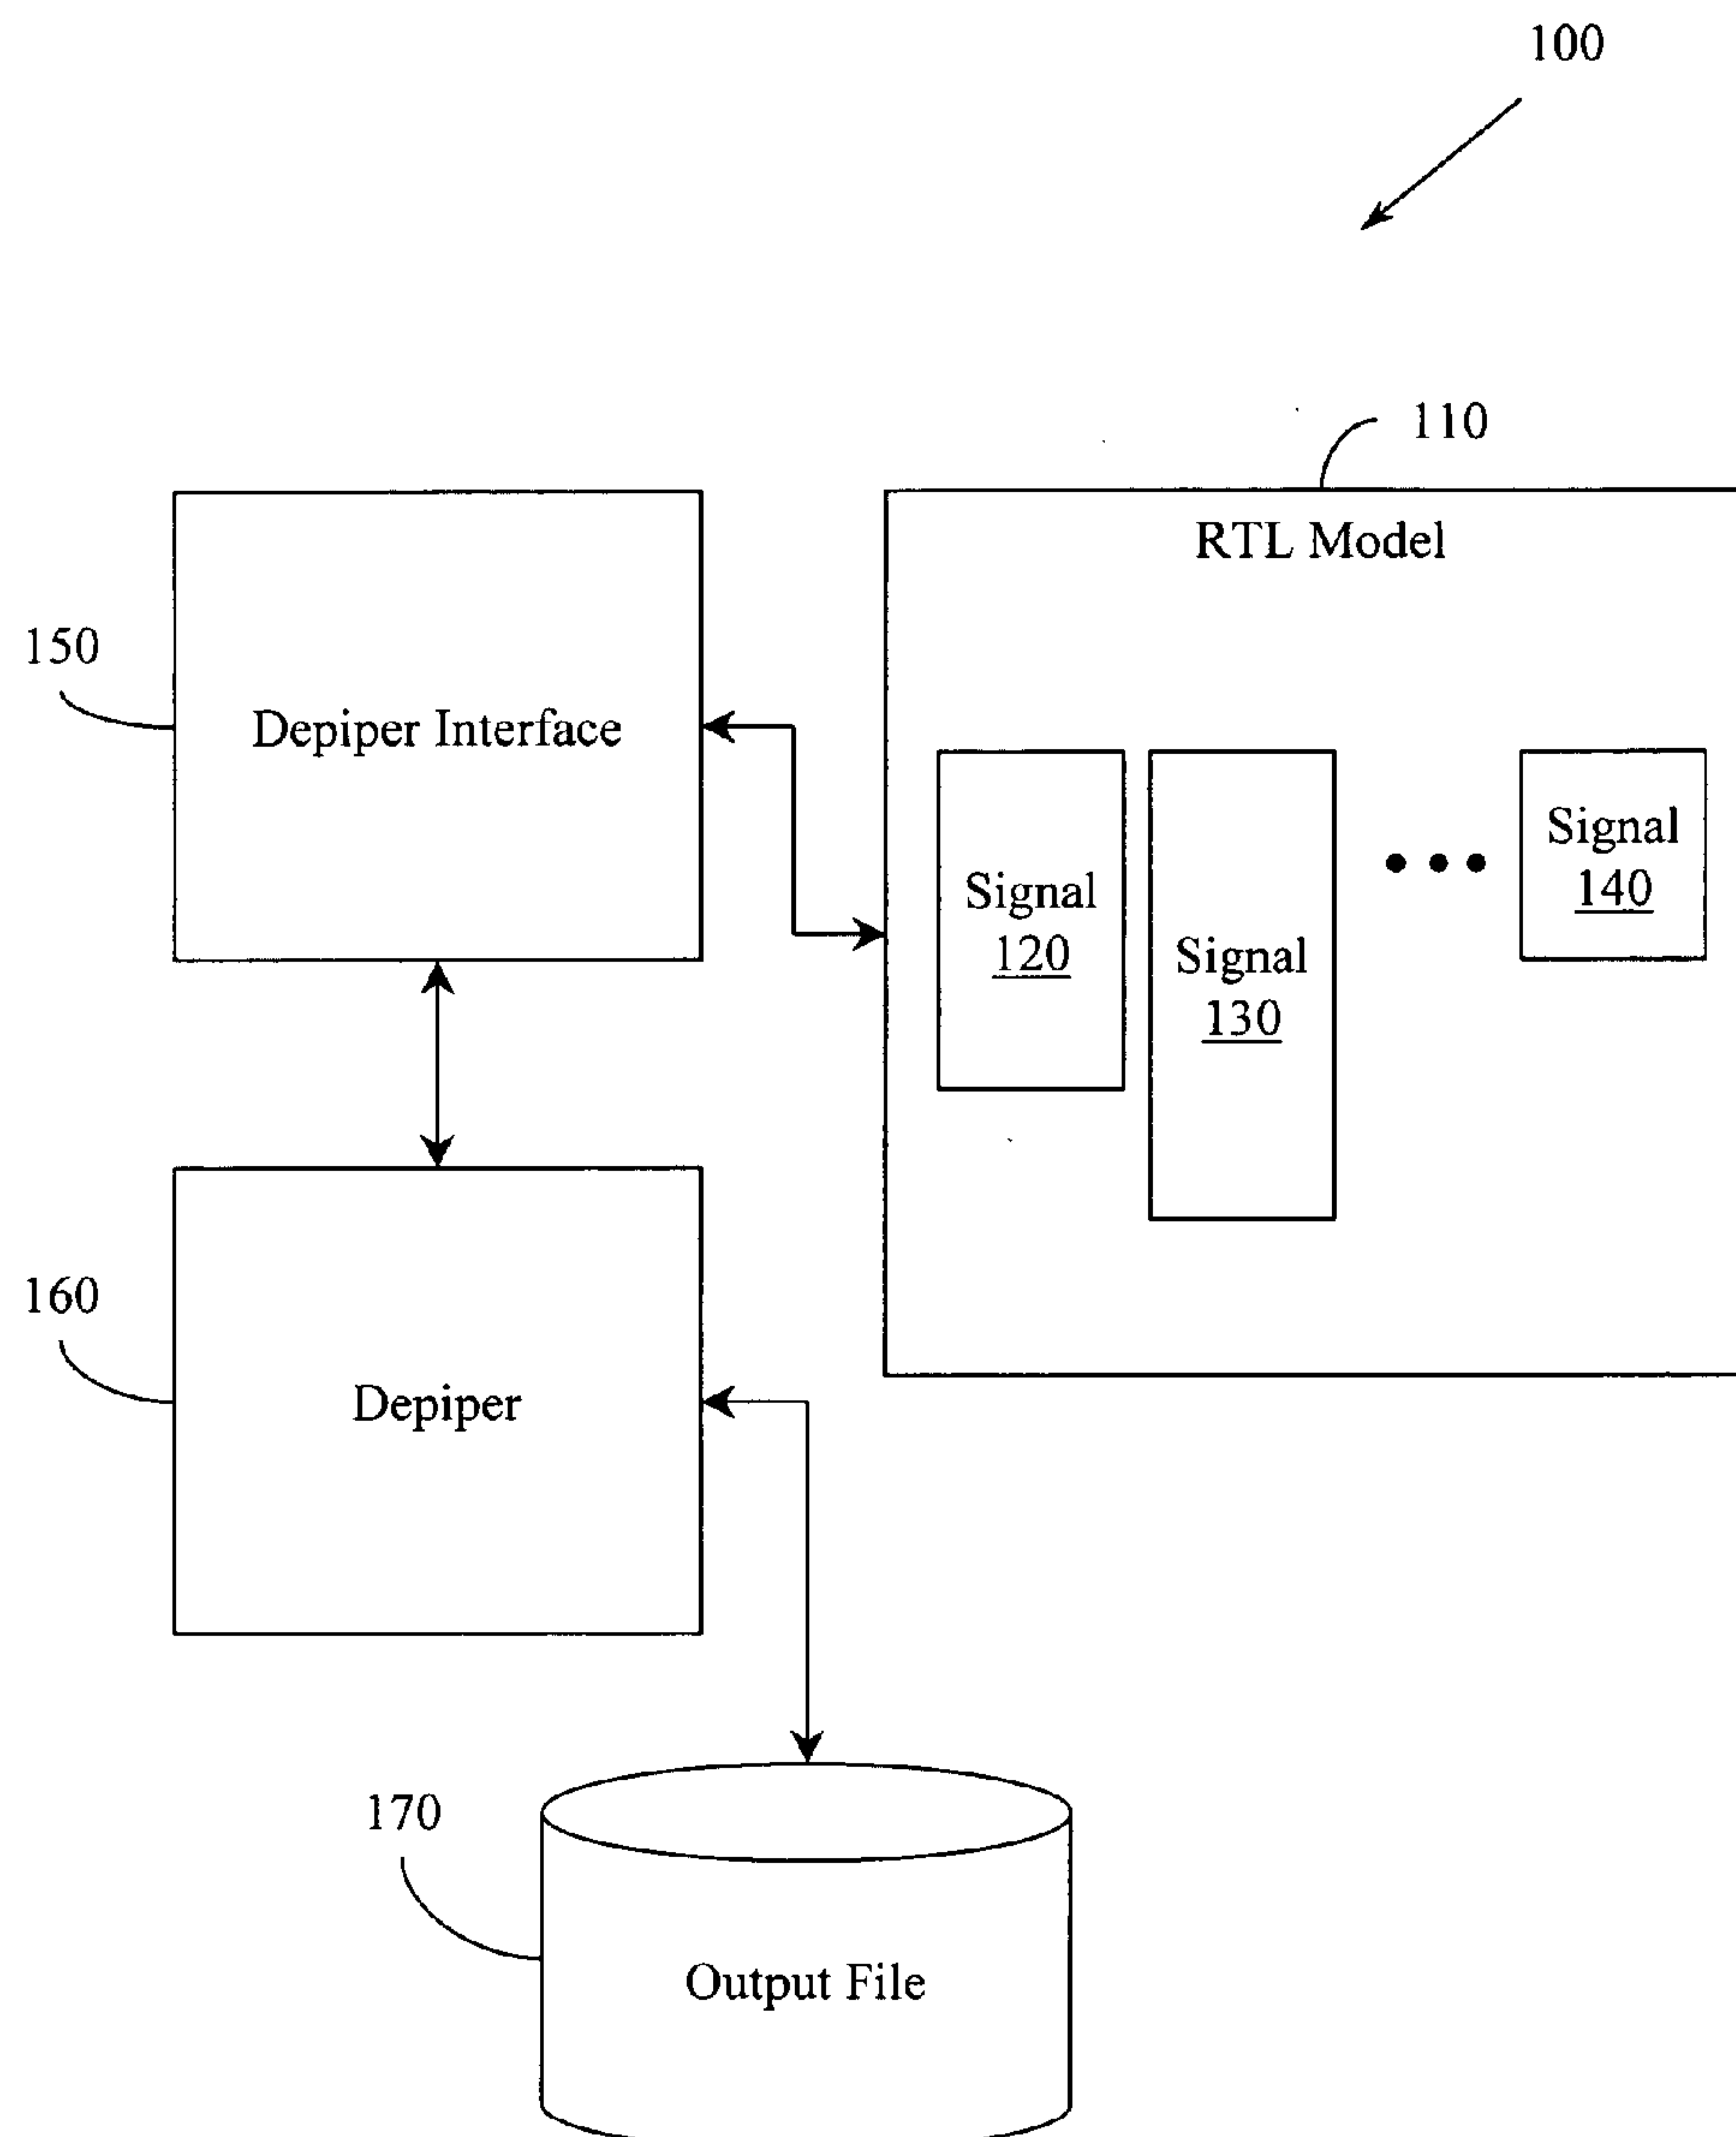 100
110
RTL Model
150
Depiper Interface
Signal
120
Signal
130
Signal
140
160
Depiper
170
Output File